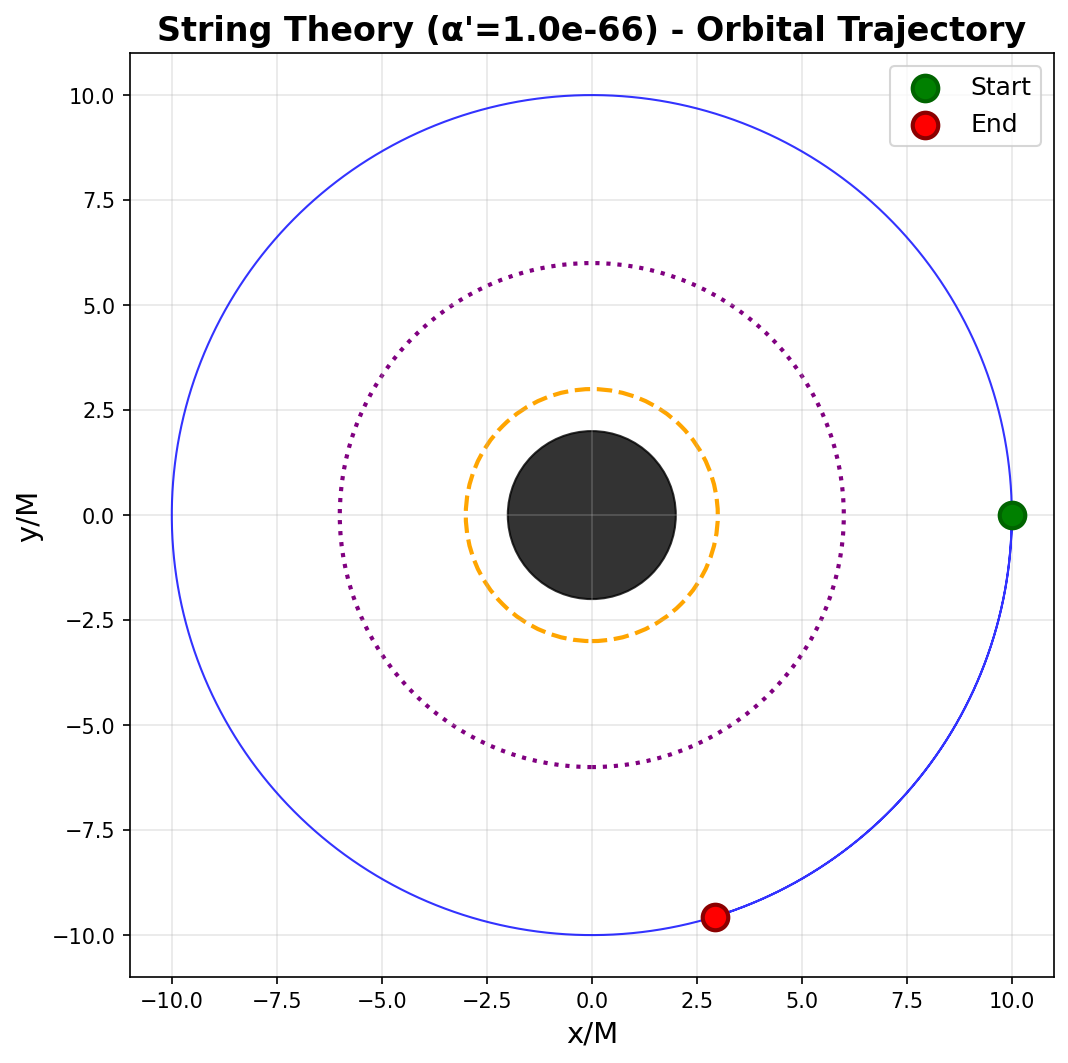 String Theory (α'=1.0e-66) - Orbital Trajectory
Start
End
10.0
7.5
5.0
2.5
0.0
−2.5
−5.0
−7.5
−10.0
y/M
−10.0 −7.5 −5.0 −2.5 0.0 2.5 5.0 7.5 10.0
x/M